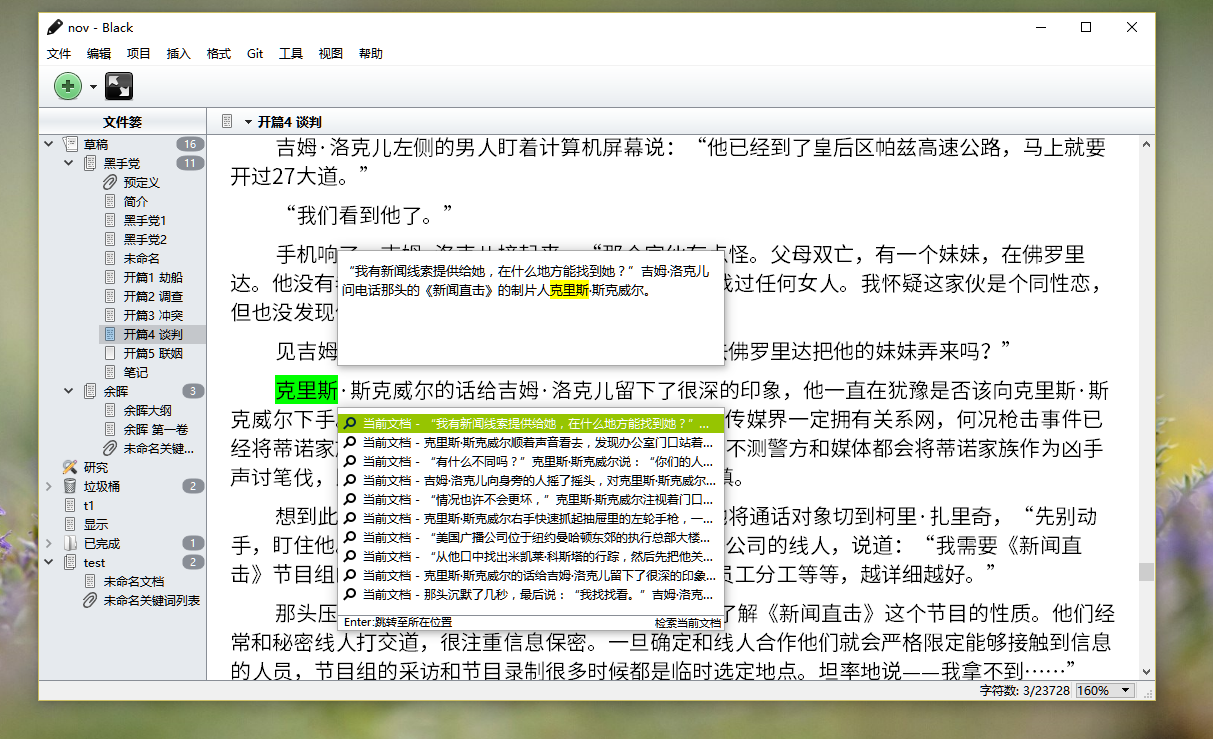 nov - Black
文件 编辑 项目 插入 格式 Git 工具 视图 帮助
文件签
开篇4 谈判
草稿 16
黑手党 11
预定义
简介
黑手党1
黑手党2
未命名
开篇1 劫船
开篇2 调查
开篇3 冲突
开篇4 谈判
开篇5 联姻
笔记
余晖 3
余晖大纲
余晖 第一卷
未命名关键...
研究
垃圾桶 2
t1
显示
已完成 1
test 2
未命名文档
未命名关键词列表
吉姆·洛克儿左侧的男人盯着计算机屏幕说：“他已经到了皇后区帕兹高速公路，马上就要
开过27大道。”
“我们看到他了。”
手机响了，吉姆·洛克儿接起来，“那个家伙有点怪。父母双亡，有一个妹妹，在佛罗里
达。他没有 找过任何女人。我怀疑这家伙是个同性恋，
但也没发现
见吉姆 去佛罗里达把他的妹妹弄来吗？”
克里斯·斯克威尔的话给吉姆·洛克儿留下了很深的印象，他一直在犹豫是否该向克里斯·斯
克威尔下手。 传媒界一定拥有关系网，何况枪击事件已
经将蒂诺家 不测警方和媒体都会将蒂诺家族作为凶手
声讨笔伐， 。
想到此 他将通话对象切到柯里·扎里奇，“先别动
手，盯住他 公司的线人，说道：“我需要《新闻直
击》节目组 员工分工等等，越详细越好。”
那头压 了解《新闻直击》这个节目的性质。他们经
常和秘密线人打交道，很注重信息保密。一旦确定和线人合作他们就会严格限定能够接触到信息
的人员，节目组的采访和节目录制很多时候都是临时选定地点。坦率地说——我拿不到……”
“我有新闻线索提供给她，在什么地方能找到她？”吉姆·洛克儿
问电话那头的《新闻直击》的制片人克里斯·斯克威尔。
当前文档 - “我有新闻线索提供给她，在什么地方能找到她？”...
当前文档 - 克里斯·斯克威尔顺着声音看去，发现办公室门口站着...
当前文档 - “有什么不同吗？”克里斯·斯克威尔说：“你们的人...
当前文档 - 吉姆·洛克儿向身旁的人摇了摇头，对克里斯·斯克威尔...
当前文档 - “情况也许不会更坏，”克里斯·斯克威尔注视着门口...
当前文档 - 克里斯·斯克威尔右手快速抓起抽屉里的左轮手枪，一...
当前文档 - “美国广播公司位于纽约曼哈顿东郊的执行总部大楼...
当前文档 - “从他口中找出米凯莱·科斯塔的行踪，然后先把他关...
当前文档 - 克里斯·斯克威尔的话给吉姆·洛克儿留下了很深的印象...
当前文档 - 那头沉默了几秒，最后说：“我找找看。”吉姆·洛克...
Enter:跳转至所在位置 检索当前文档
字符数: 3/23728 160%